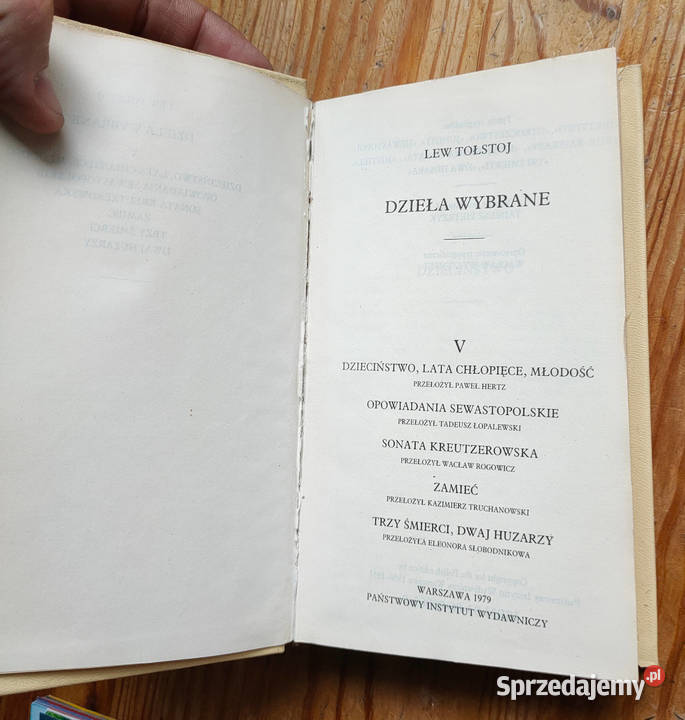 LEW TOŁSTOJ
DZIEŁA WYBRANE
V
DZIECIŃSTWO, LATA CHŁOPIĘCE, MŁODOŚĆ
PRZEŁOŻYŁ PAWEŁ HERTZ
OPOWIADANIA SEWASTOPOLSKIE
PRZEŁOŻYŁ TADEUSZ ŁOPALEWSKI
SONATA KREUTZEROWSKA
PRZEŁOŻYŁ WACŁAW ROGOWICZ
ZAMIEĆ
PRZEŁOŻYŁ KAZIMIERZ TRUCHANOWSKI
TRZY ŚMIERCI, DWAJ HUZARZY
PRZEŁOŻYŁA ELEONORA SŁOBODNIKOWA
WARSZAWA 1979
PAŃSTWOWY INSTYTUT WYDAWNICZY
Sprzedajemy.pl